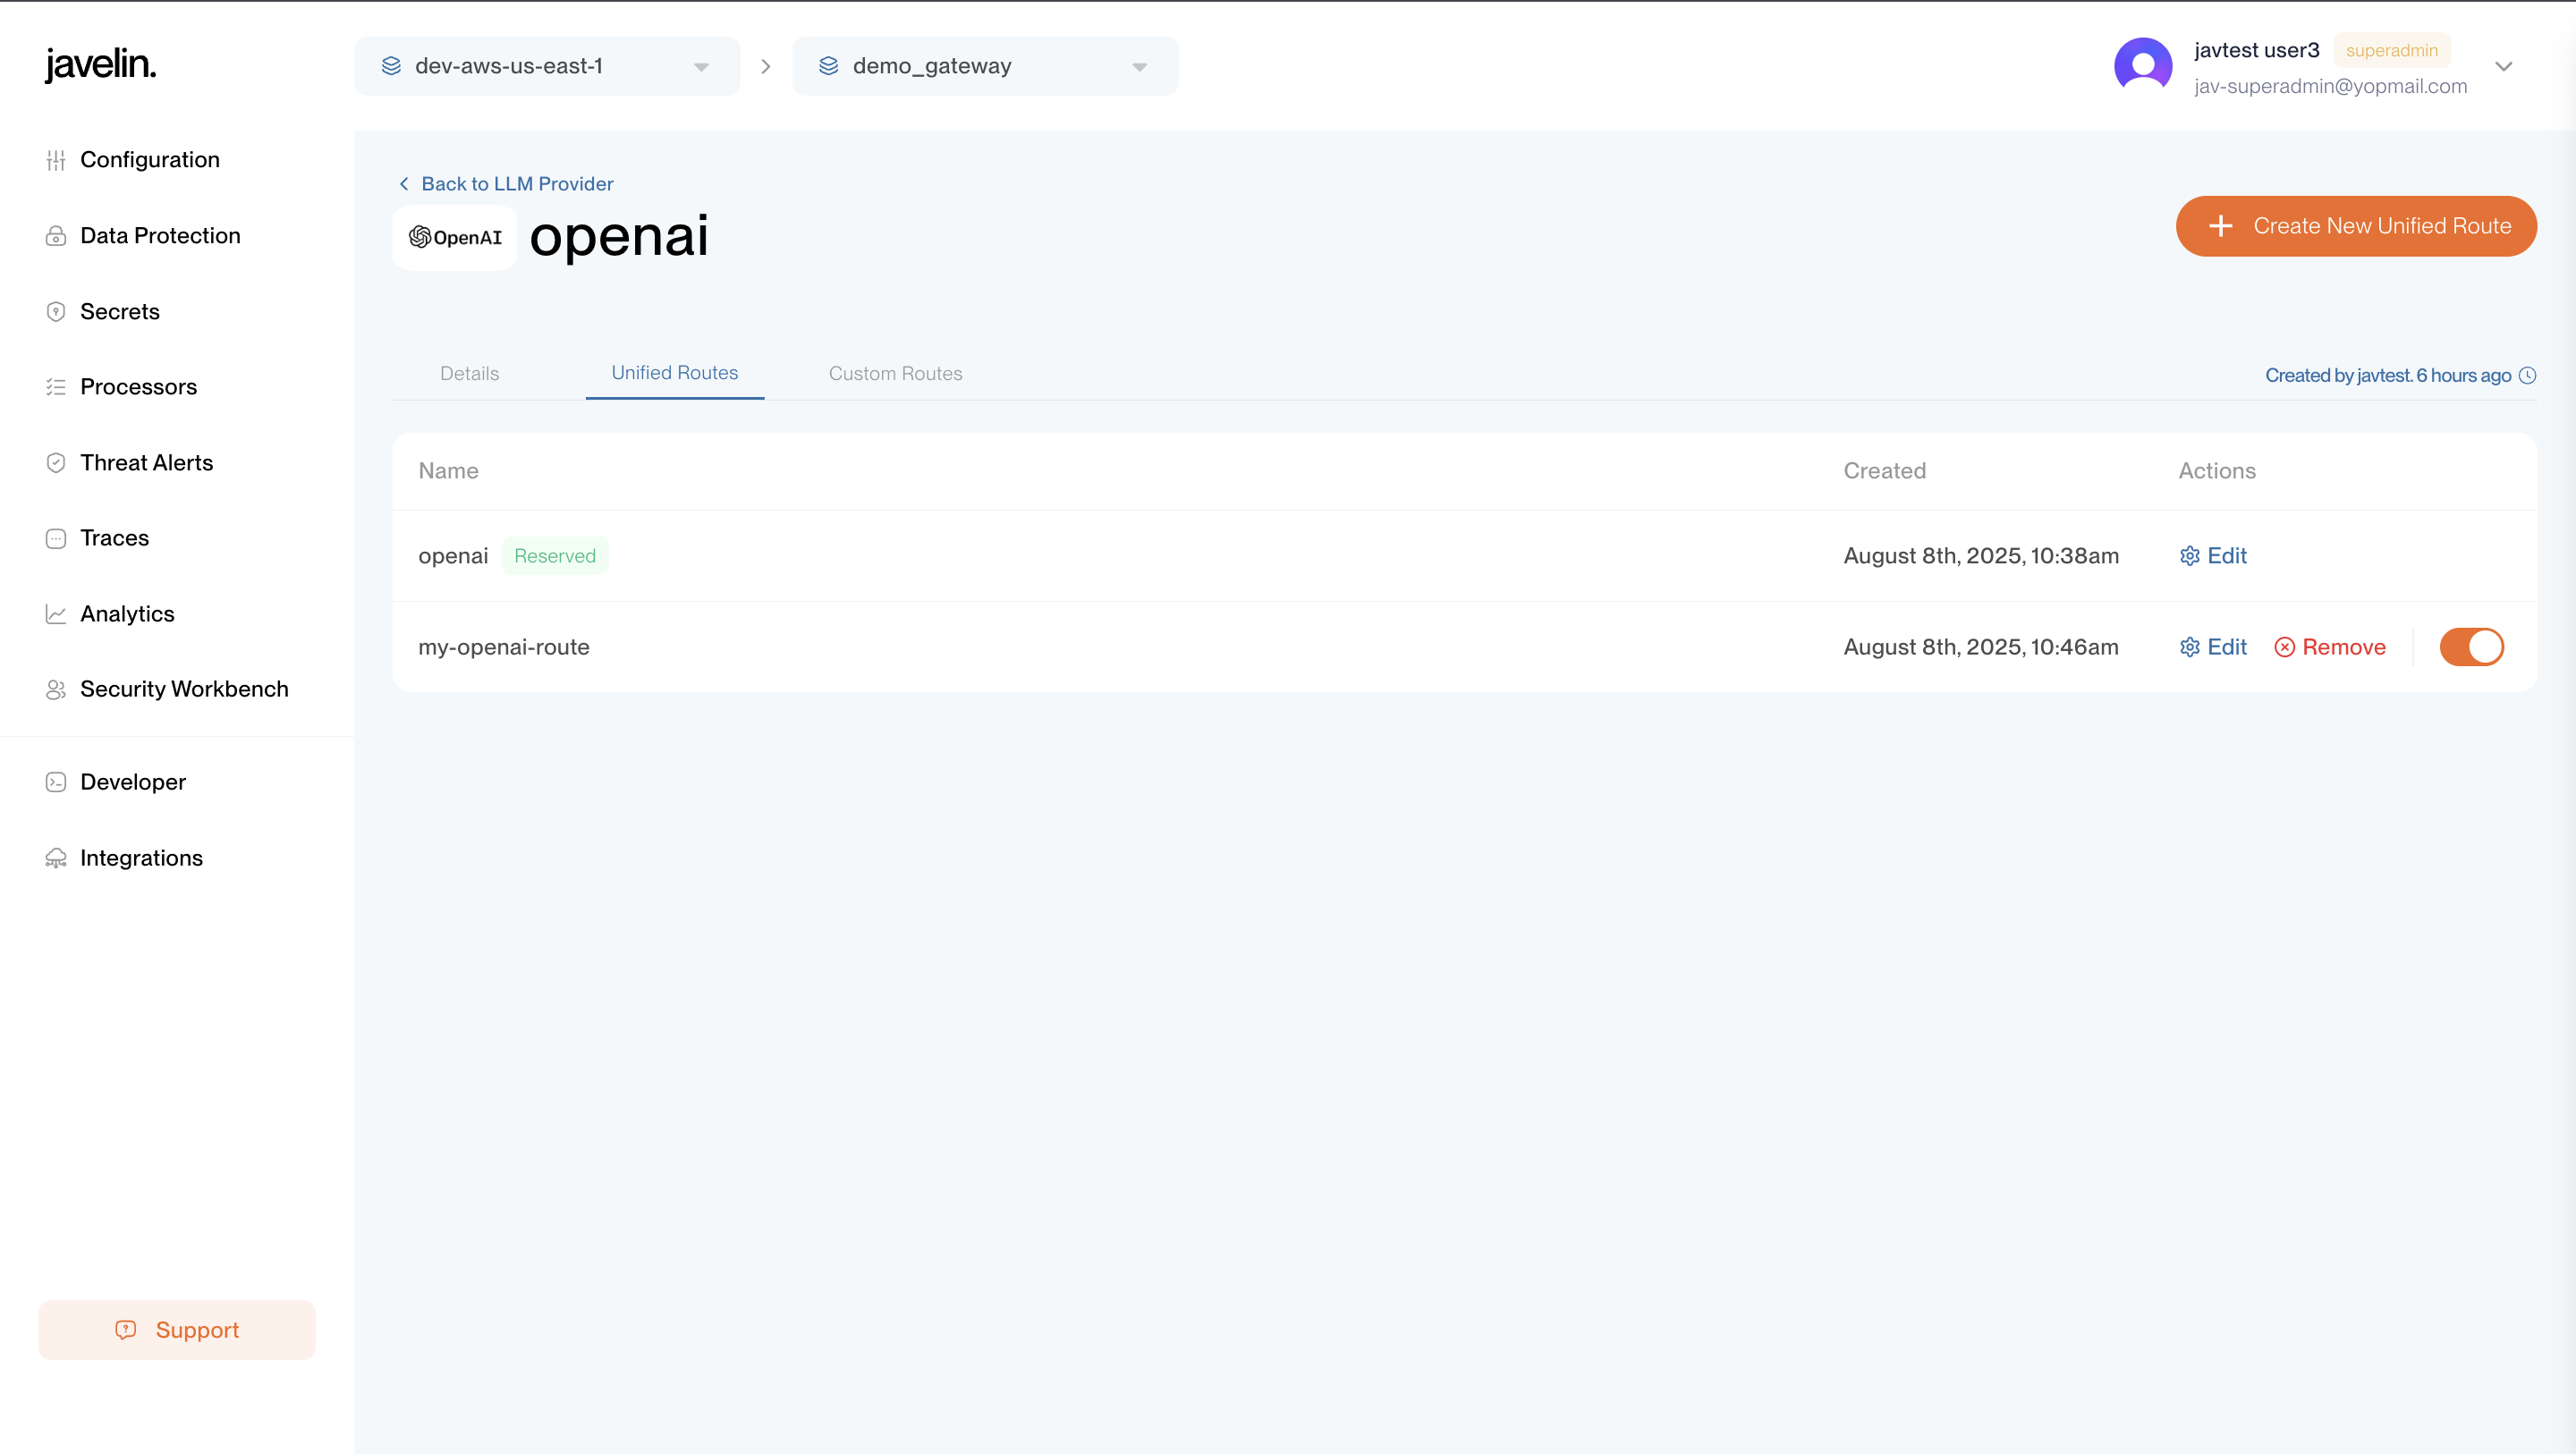 javelin.
dev-aws-us-east-1
demo_gateway
javtest user3 superadmin
jav-superadmin@yopmail.com
Configuration
Data Protection
Secrets
Processors
Threat Alerts
Traces
Analytics
Security Workbench
Developer
Integrations
Support
Back to LLM Provider
OpenAI openai
Create New Unified Route
Details Unified Routes Custom Routes
Created by javtest. 6 hours ago
Name Created Actions
openai Reserved August 8th, 2025, 10:38am Edit
my-openai-route August 8th, 2025, 10:46am Edit Remove